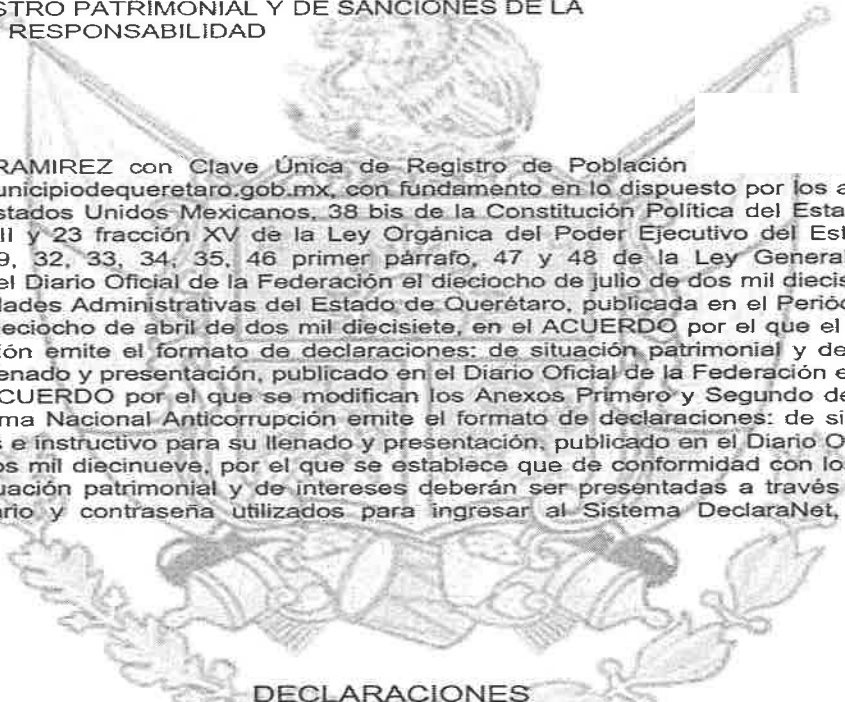 STRO PATRIMONIAL Y DE SANCIONES DE LA
RESPONSABILIDAD
RAMIREZ con Clave Única de Registro de Población
unicipiodequeretaro.gob.mx, con fundamento en lo dispuesto por los a
stados Unidos Mexicanos, 38 bis de la Constitución Política del Esta
II y 23 fracción XV de la Ley Orgánica del Poder Ejecutivo del Est
9, 32, 33, 34, 35, 46 primer párrafo, 47 y 48 de la Ley General
el Diario Oficial de la Federación el dieciocho de julio de dos mil diecis
dades Administrativas del Estado de Querétaro, publicada en el Periód
ieciocho de abril de dos mil diecisiete, en el ACUERDO por el que el
ión emite el formato de declaraciones: de situación patrimonial y de
enado y presentación, publicado en el Diario Oficial de la Federación e
CUERDO por el que se modifican los Anexos Primero y Segundo de
ma Nacional Anticorrupción emite el formato de declaraciones: de si
s e instructivo para su llenado y presentación, publicado en el Diario O
os mil diecinueve, por el que se establece que de conformidad con lo
uación patrimonial y de intereses deberán ser presentadas a través
ario y contraseña utilizados para ingresar al Sistema DeclaraNet,
DECLARACIONES